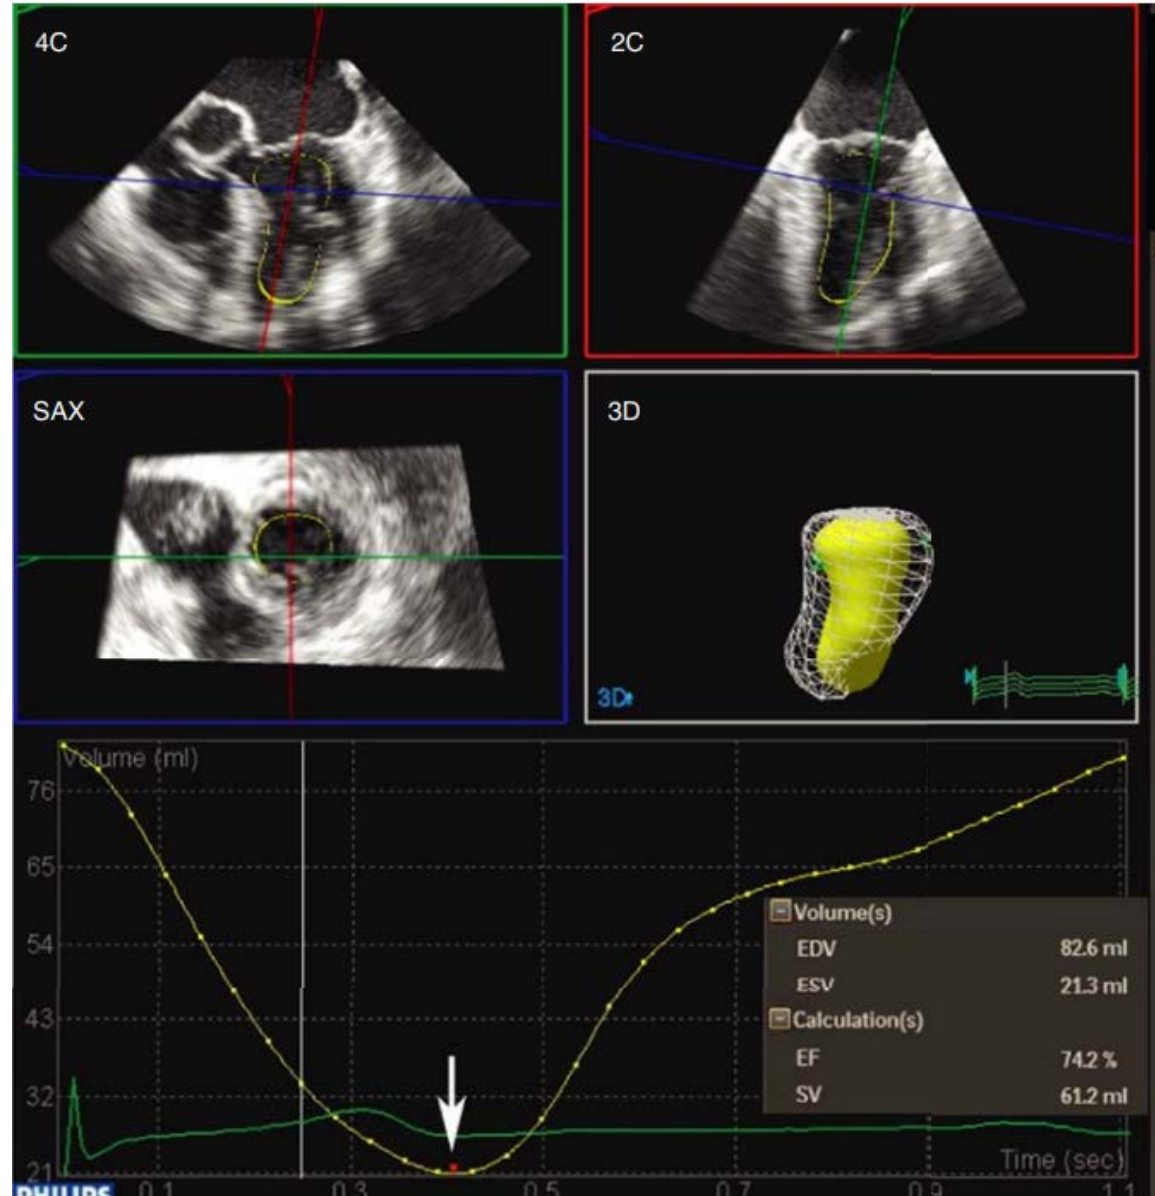 4C
2C
SAX
3D
3D
Volume (ml)
76
65
54
43
32
21
Volume(s)
EDV 82.6 ml
ESV 21.3 ml
Calculation(s)
EF 74.2 %
SV 61.2 ml
Time (sec)
PHILIPS
0.1 0.3 0.5 0.7 0.9 1.1